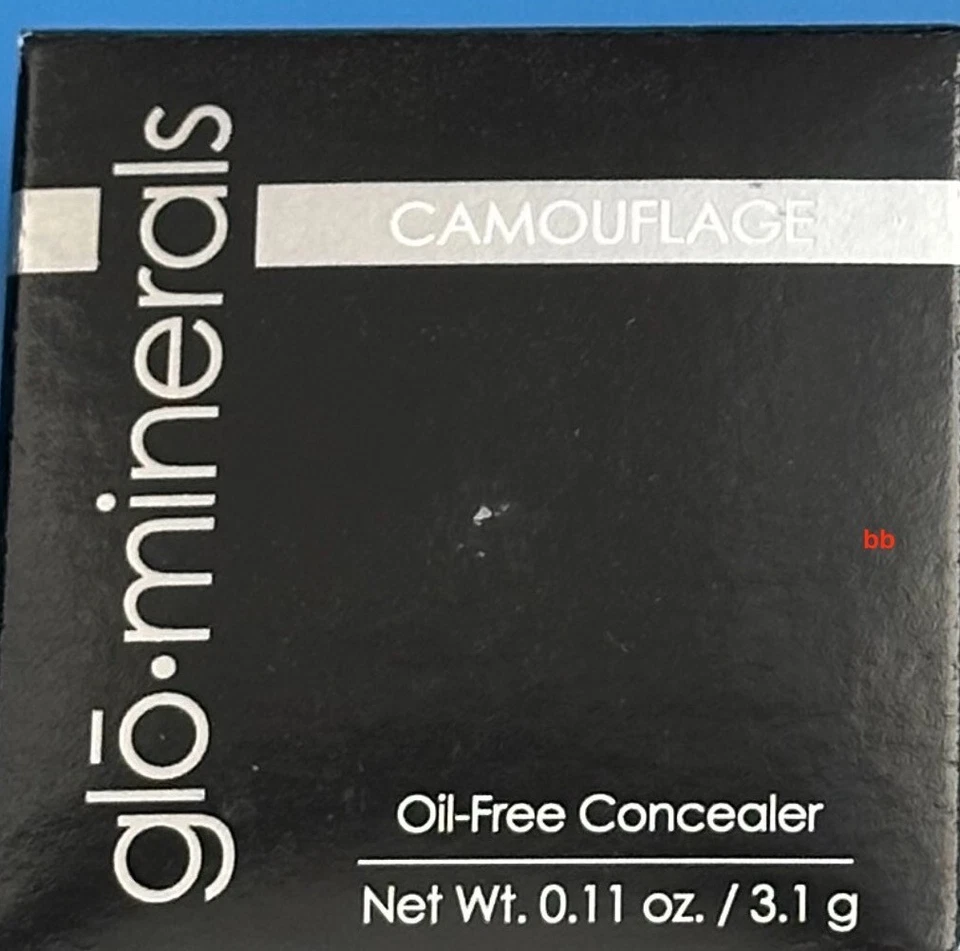 glō•minerals
CAMOUFLAGE
bb
Oil-Free Concealer
Net Wt. 0.11 oz. / 3.1 g